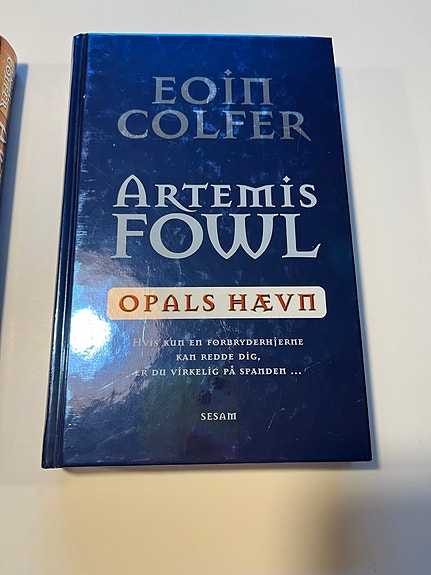 EOIN
COLFER
ARTEMIS
FOWL
OPALS HÆVN
HVIS KUN EN FORBRYDERHJERNE
KAN REDDE DIG,
ER DU VIRKELIG PÅ SPANDEN ...
SESAM
COLFER